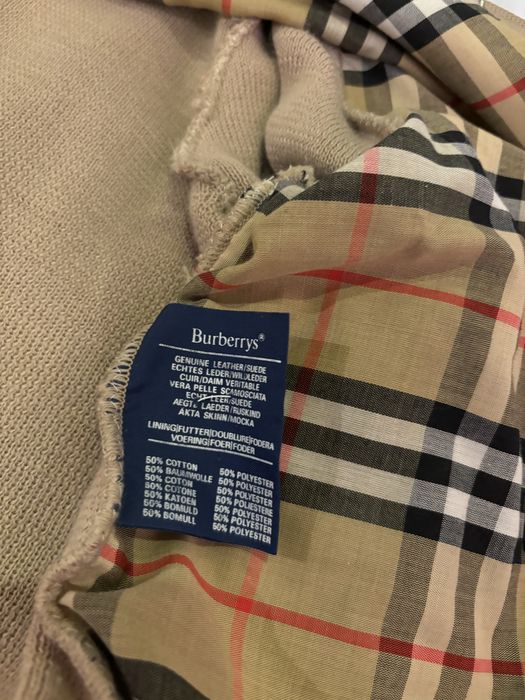 Burberrys®
GENUINE LEATHER/SUEDE
ECHTES LEDER/WILDLEDER
CUIR/DAIM VERITABLE
VERA PELLE SCAMOSCIATA
ECHT LEER/SUEDE
AEGTE LAEDER/RUSKIND
ÄKTA SKINN/MOCKA
LINING/FUTTER/DOUBLURE/FODERA
VOERING/FOER/FODER
50% COTTON 50% POLYESTER
50% BAUMWOLLE 50% POLYESTER
50% COTON 50% POLYESTER
50% COTONE 50% POLIESTERE
50% KATOEN 50% POLYESTER
50% BOMULD 50% POLYESTER
50% BOMULL 50% POLYESTER